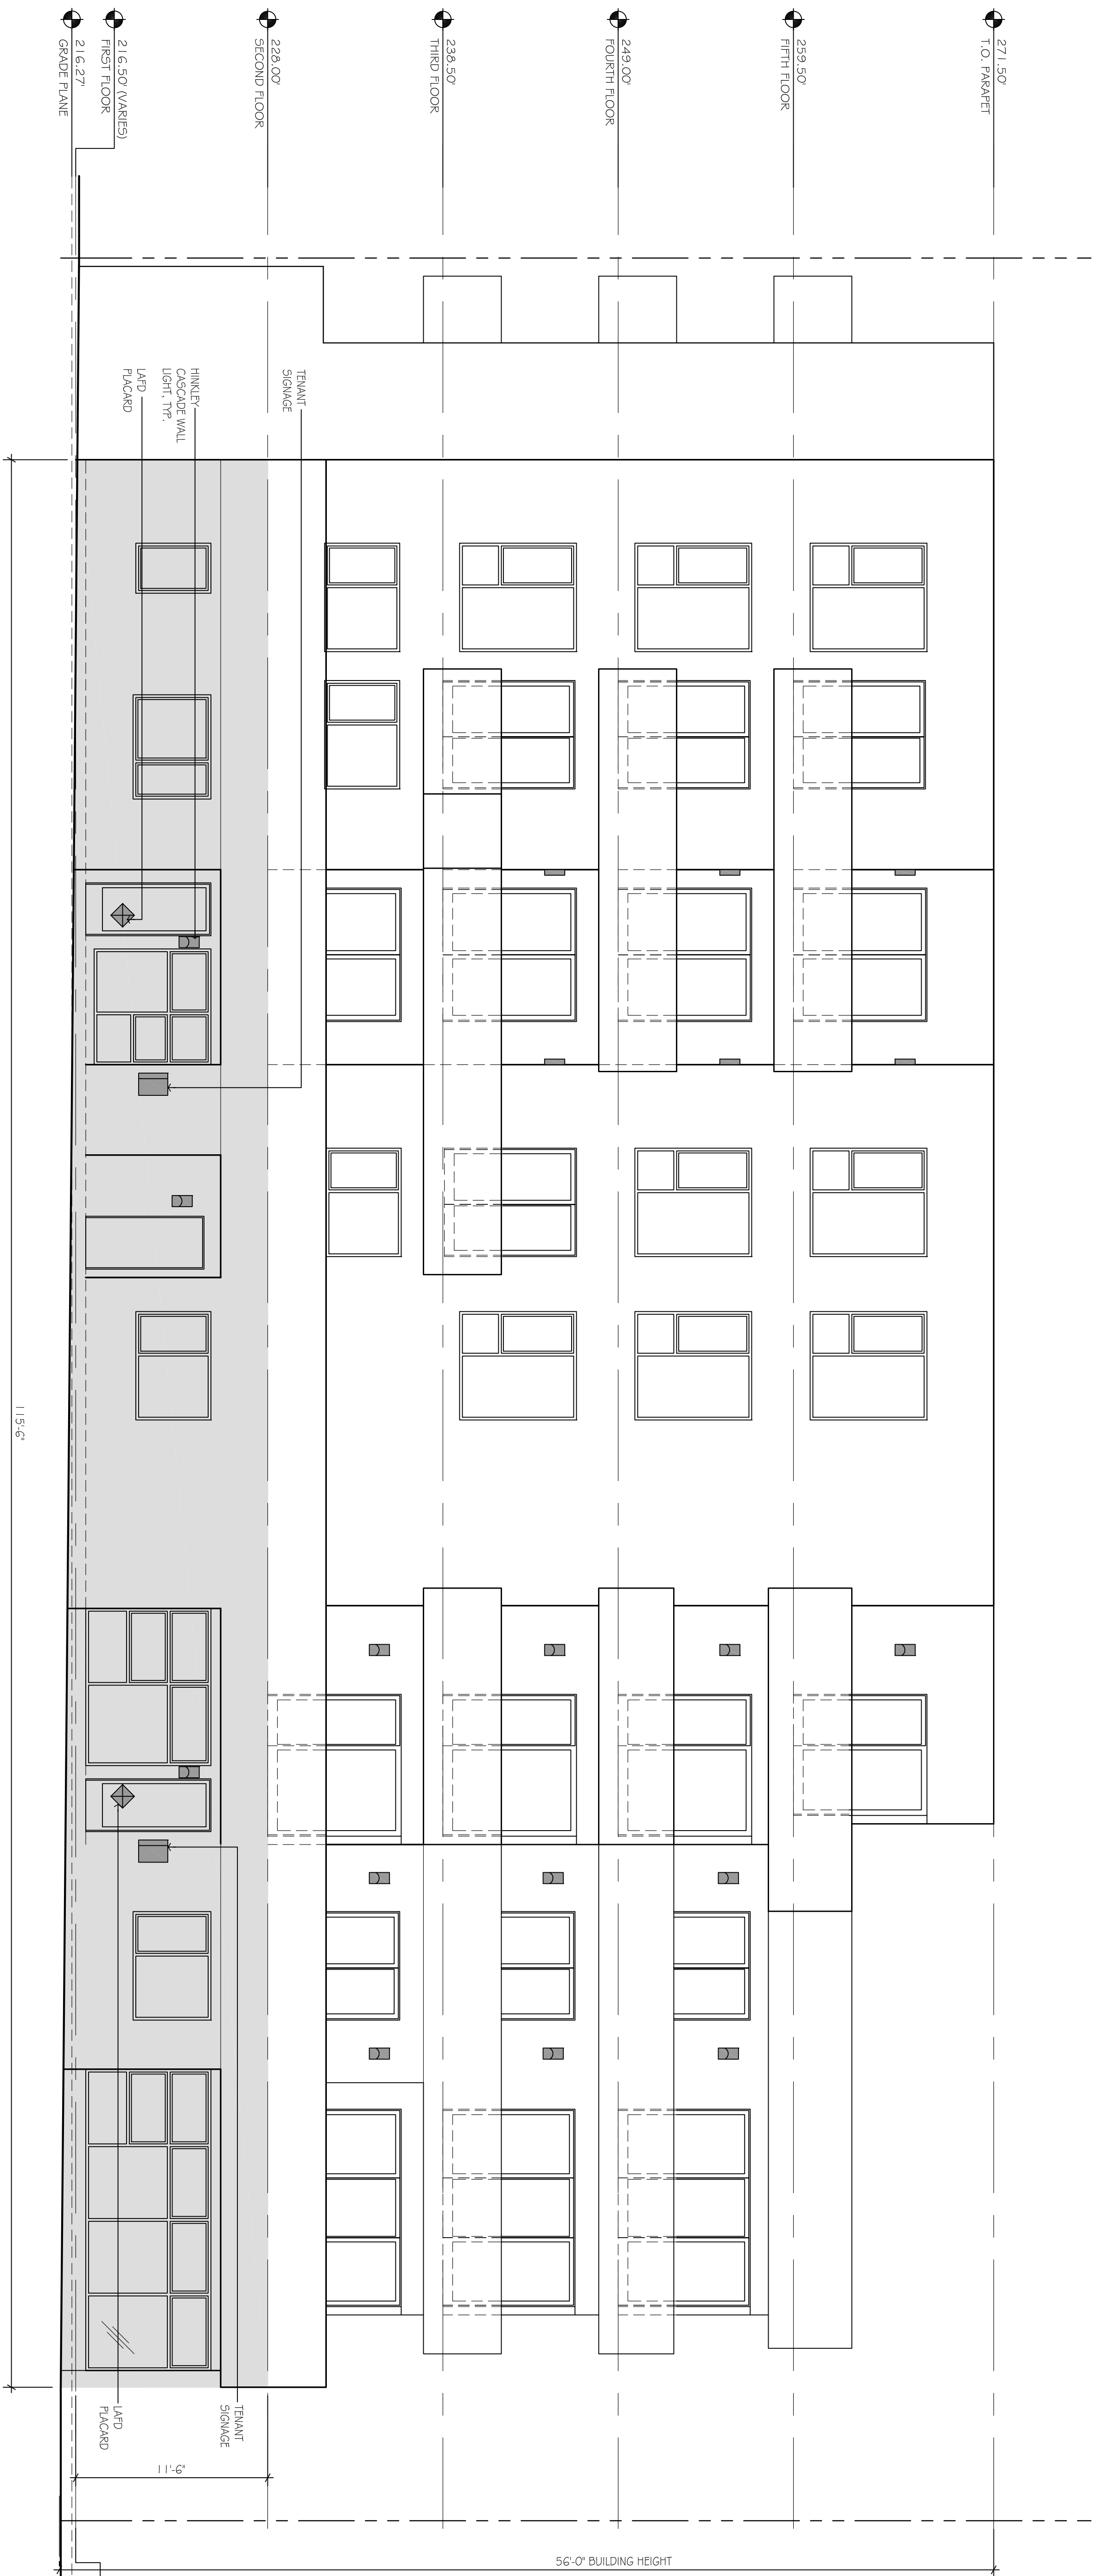 271.50'
T.O. PARAPET
259.50'
FIFTH FLOOR
249.00'
FOURTH FLOOR
238.50'
THIRD FLOOR
228.00'
SECOND FLOOR
216.50' (VARIES)
FIRST FLOOR
216.27'
GRADE PLANE
TENANT
SIGNAGE
HINKLEY
CASCADE WALL
LIGHT, TYP.
LAFD
PLACARD
115'-6"
TENANT
SIGNAGE
LAFD
PLACARD
11'-6"
56'-0" BUILDING HEIGHT